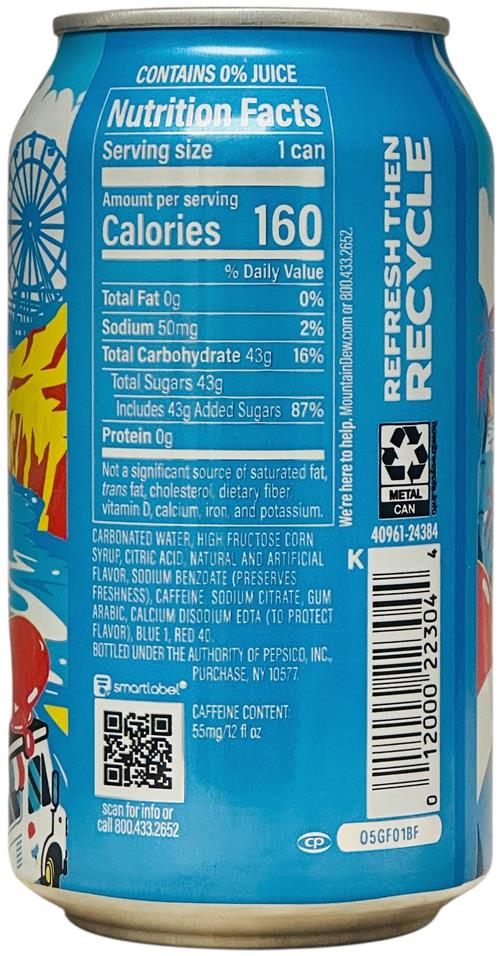 CONTAINS 0% JUICE
Nutrition Facts
Serving size 1 can
Amount per serving
Calories 160
% Daily Value
Total Fat 0g 0%
Sodium 50mg 2%
Total Carbohydrate 43g 16%
Total Sugars 43g
Includes 43g Added Sugars 87%
Protein 0g
Not a significant source of saturated fat,
trans fat, cholesterol, dietary fiber,
vitamin D, calcium, iron, and potassium.
CARBONATED WATER, HIGH FRUCTOSE CORN
SYRUP, CITRIC ACID, NATURAL AND ARTIFICIAL
FLAVOR, SODIUM BENZOATE (PRESERVES
FRESHNESS), CAFFEINE, SODIUM CITRATE, GUM
ARABIC, CALCIUM DISODIUM EDTA (TO PROTECT
FLAVOR), BLUE 1, RED 40.
BOTTLED UNDER THE AUTHORITY OF PEPSICO, INC.,
PURCHASE, NY 10577
smartlabel®
CAFFEINE CONTENT:
55mg/12 fl oz
scan for info or
call 800.433.2652
We're here to help. MountainDew.com or 800.433.2652.
REFRESH THEN
RECYCLE
METAL
CAN
40961-24384
K
0 12000 22304 4
CP
05GF01BF